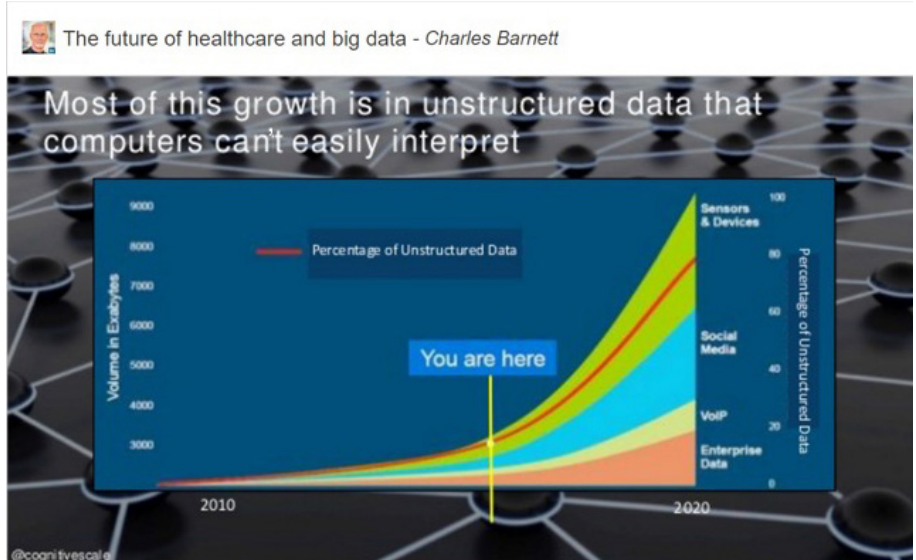 The future of healthcare and big data - Charles Barnett
Most of this growth is in unstructured data that
computers can't easily interpret
9000
8000
7000
6000
5000
4000
3000
Volume in Exabytes
Percentage of Unstructured Data
You are here
Sensors
& Devices
Social
Media
VoIP
Enterprise
Data
100
80
60
40
20
0
Percentage of Unstructured Data
2010
2020
@cognitivescale